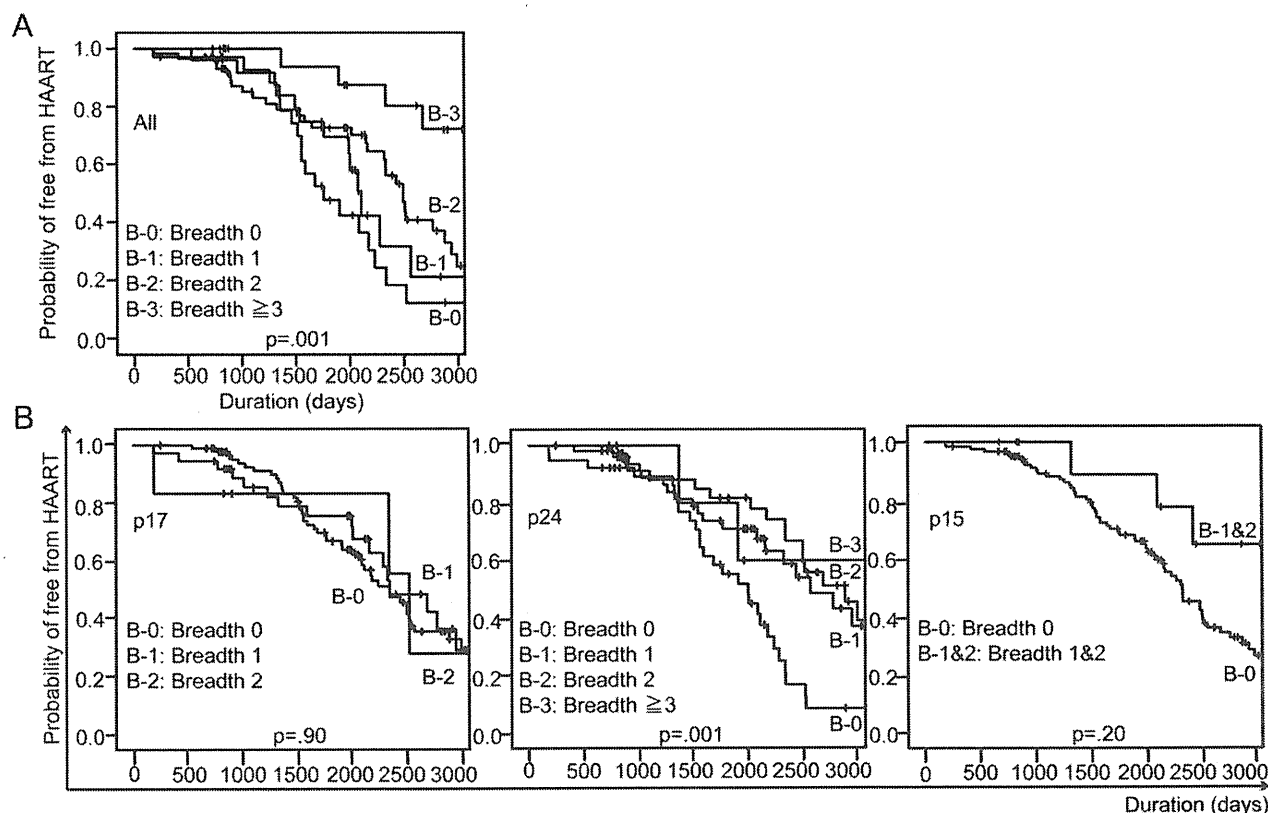 A
Probability of free from HAART
1.0
0.8
0.6
0.4
0.2
0.0
All
B-3
B-2
B-1
B-0
B-0: Breadth 0
B-1: Breadth 1
B-2: Breadth 2
B-3: Breadth ≧3
p=.001
0 500 1000 1500 2000 2500 3000
Duration (days)
B
Probability of free from HAART
1.0
0.8
0.6
0.4
0.2
0.0
p17
B-1
B-0
B-2
B-0: Breadth 0
B-1: Breadth 1
B-2: Breadth 2
p=.90
0 500 1000 1500 2000 2500 3000
1.0
0.8
0.6
0.4
0.2
0.0
p24
B-3
B-2
B-1
B-0
B-0: Breadth 0
B-1: Breadth 1
B-2: Breadth 2
B-3: Breadth ≧3
p=.001
0 500 1000 1500 2000 2500 3000
1.0
0.8
0.6
0.4
0.2
0.0
p15
B-1&2
B-0
B-0: Breadth 0
B-1&2: Breadth 1&2
p=.20
0 500 1000 1500 2000 2500 3000
Duration (days)